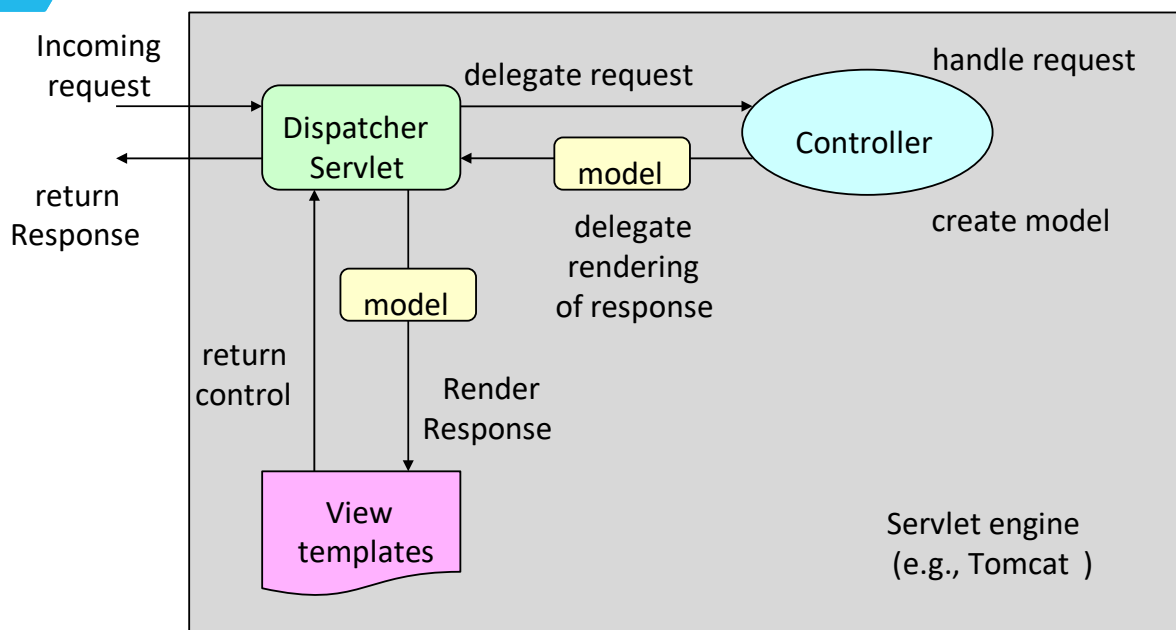 Incoming
request
delegate request
handle request
Dispatcher
Servlet
Controller
model
return
Response
delegate
rendering
of response
create model
model
return
control
Render
Response
View
templates
Servlet engine
(e.g., Tomcat )